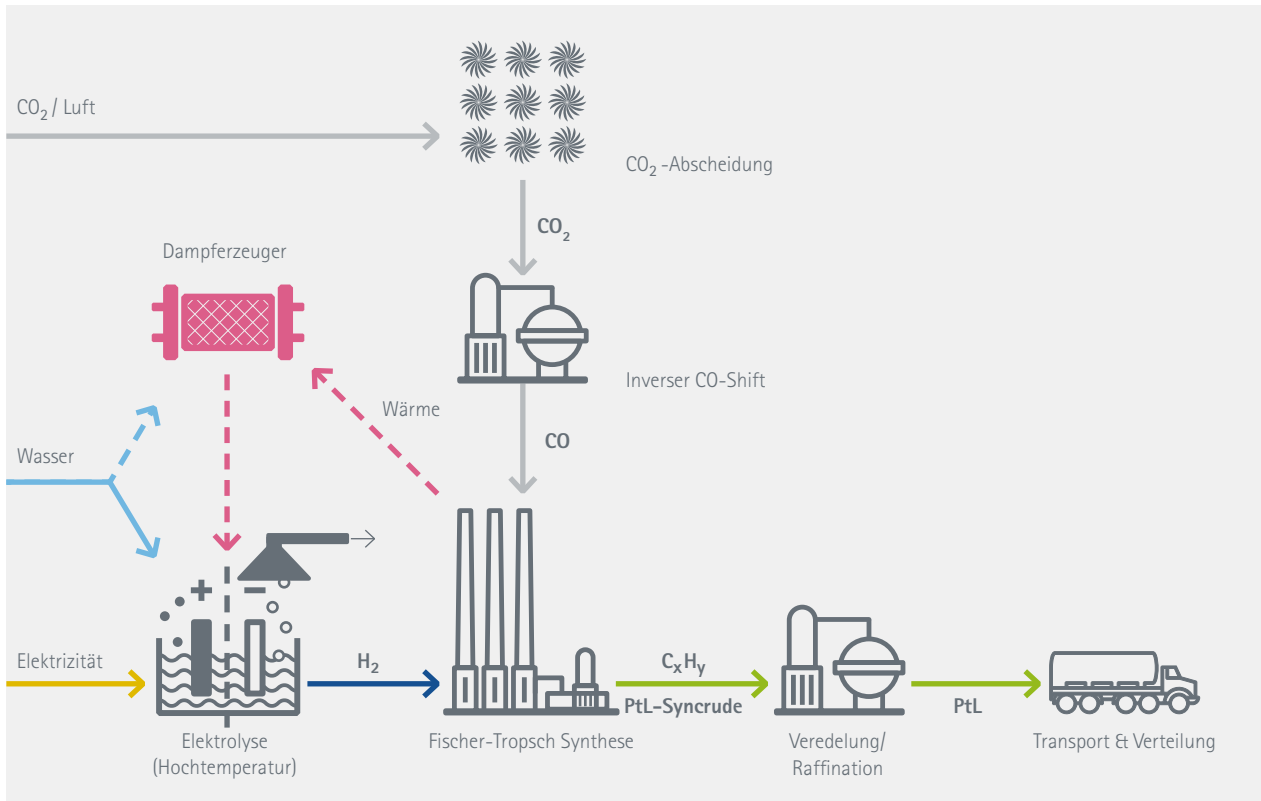 CO₂ / Luft
CO₂ -Abscheidung
CO₂
Dampferzeuger
Inverser CO-Shift
Wärme
CO
Wasser
+ −
Elektrizität
H₂
CₓHᵧ
PtL-Syncrude
PtL
Elektrolyse
(Hochtemperatur)
Fischer-Tropsch Synthese
Veredelung/
Raffination
Transport & Verteilung